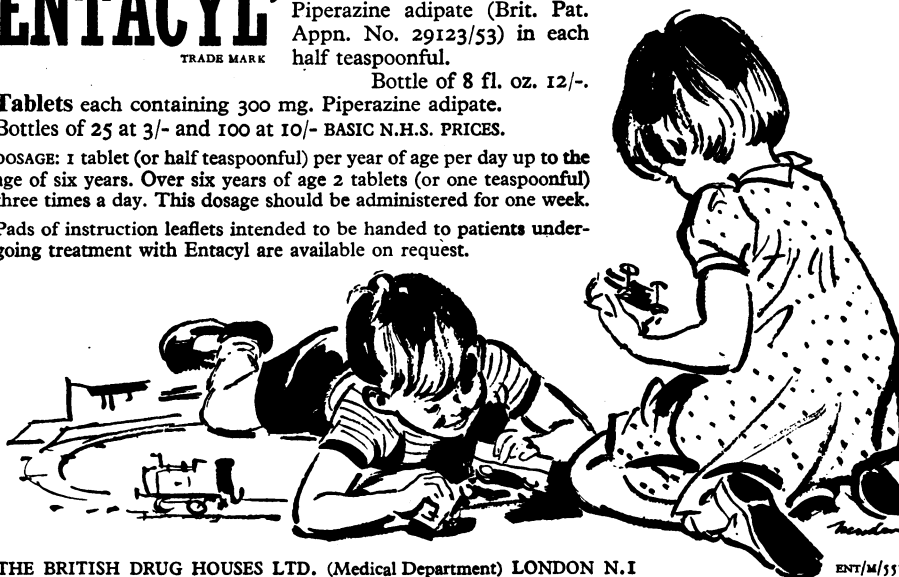 ENTACYL'
TRADE MARK
Piperazine adipate (Brit. Pat.
Appn. No. 29123/53) in each
half teaspoonful.
Bottle of 8 fl. oz. 12/-.
Tablets each containing 300 mg. Piperazine adipate.
Bottles of 25 at 3/- and 100 at 10/- BASIC N.H.S. PRICES.
DOSAGE: 1 tablet (or half teaspoonful) per year of age per day up to the
age of six years. Over six years of age 2 tablets (or one teaspoonful)
three times a day. This dosage should be administered for one week.
Pads of instruction leaflets intended to be handed to patients under-
going treatment with Entacyl are available on request.
THE BRITISH DRUG HOUSES LTD. (Medical Department) LONDON N.1
ENT/M/55